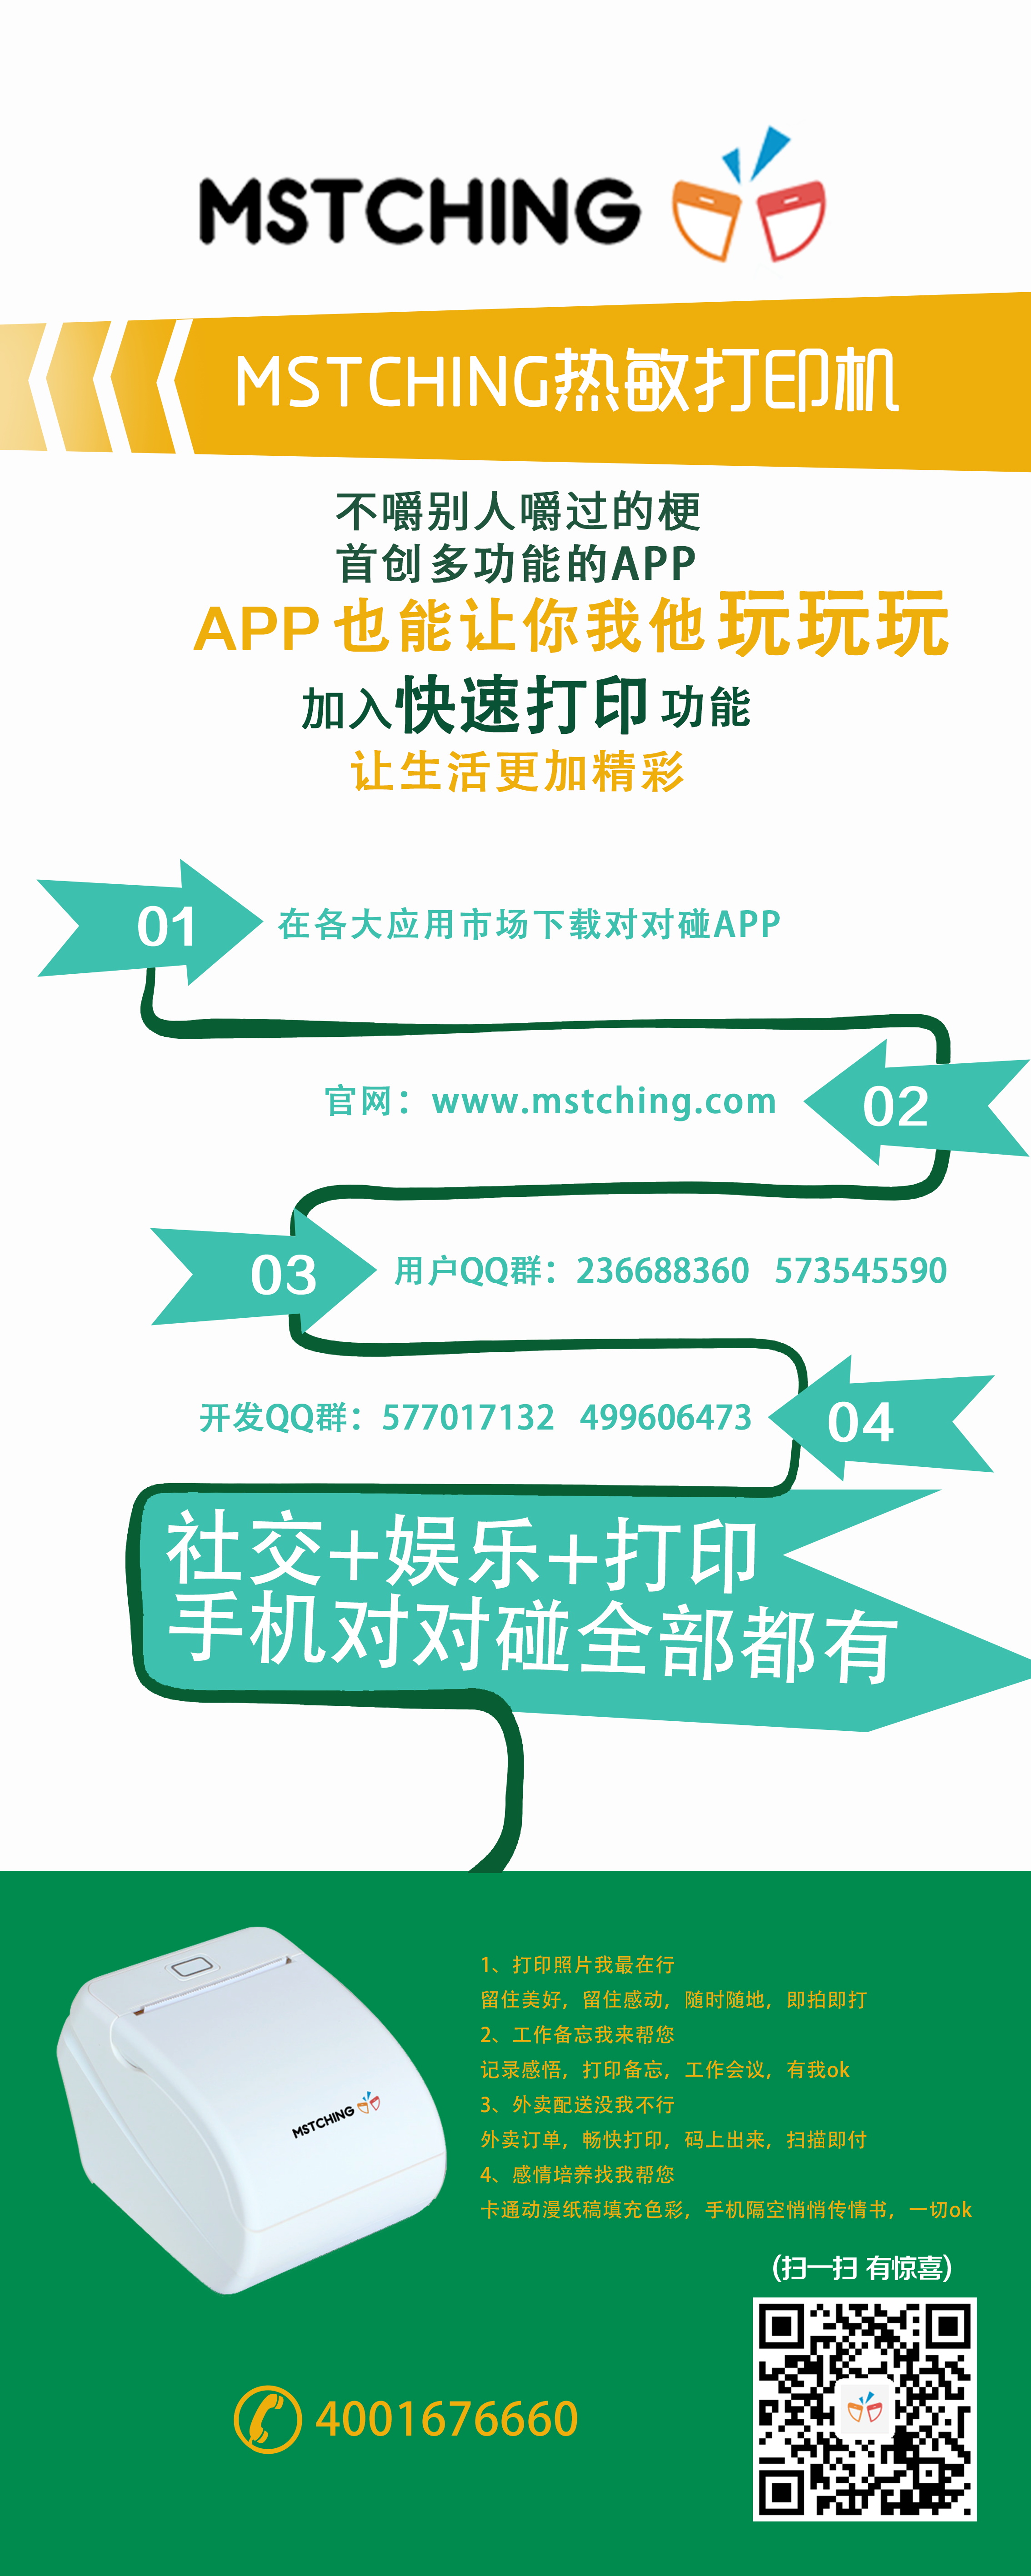 MSTCHING
MSTCHING热敏打印机
不嚼别人嚼过的梗
首创多功能的APP
APP也能让你我他玩玩玩
加入快速打印功能
让生活更加精彩
01
在各大应用市场下载对对碰APP
官网：www.mstching.com
02
03
用户QQ群：236688360 573545590
开发QQ群：577017132 499606473
04
社交+娱乐+打印
手机对对碰全部都有
MSTCHING
1、打印照片我最在行
留住美好，留住感动，随时随地，即拍即打
2、工作备忘我来帮您
记录感悟，打印备忘，工作会议，有我ok
3、外卖配送没我不行
外卖订单，畅快打印，码上出来，扫描即付
4、感情培养找我帮您
卡通动漫纸稿填充色彩，手机隔空悄悄传情书，一切ok
(扫一扫 有惊喜)
4001676660